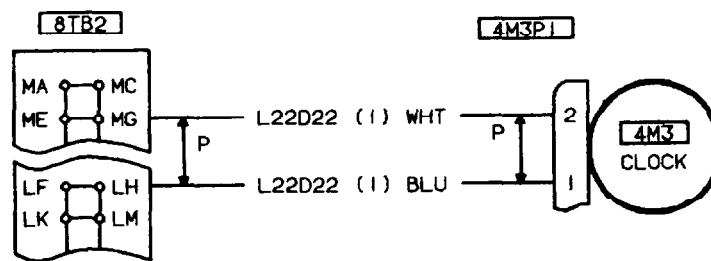 8TB2
4M3P1
MA MC
ME MG
L22D22 (1) WHT
2
P
P
4M3
CLOCK
LF LH
L22D22 (1) BLU
1
LK LM